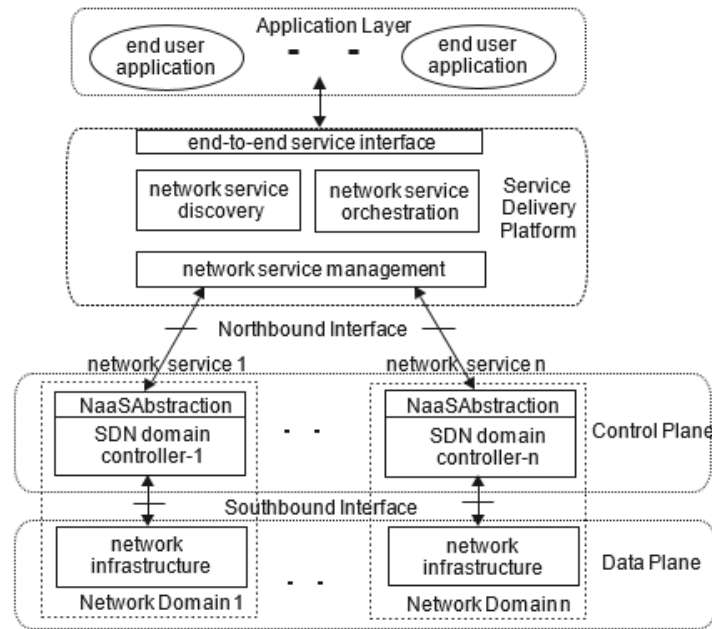 Application Layer
end user
application
end user
application
end-to-end service interface
network service
discovery
network service
orchestration
Service
Delivery
Platform
network service management
Northbound Interface
network service 1
network service n
NaaSAbstraction
SDN domain
controller-1
NaaSAbstraction
SDN domain
controller-n
Control Plane
Southbound Interface
network
infrastructure
network
infrastructure
Data Plane
Network Domain 1
Network Domain n